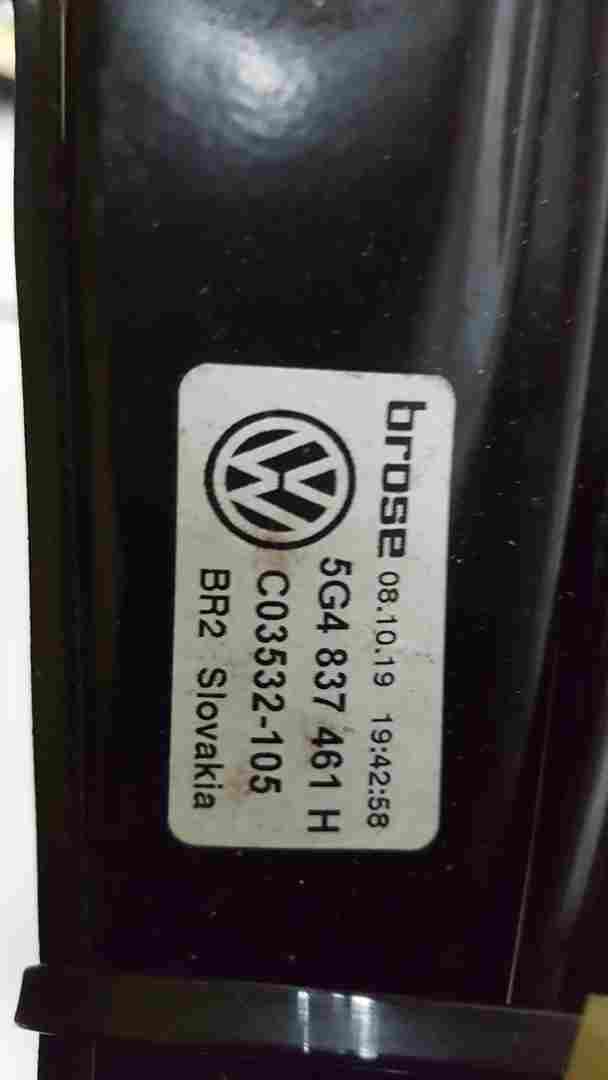 brose 08.10.19 19:42:58
5G4 837 461 H
C03532-105
BR2 Slovakia